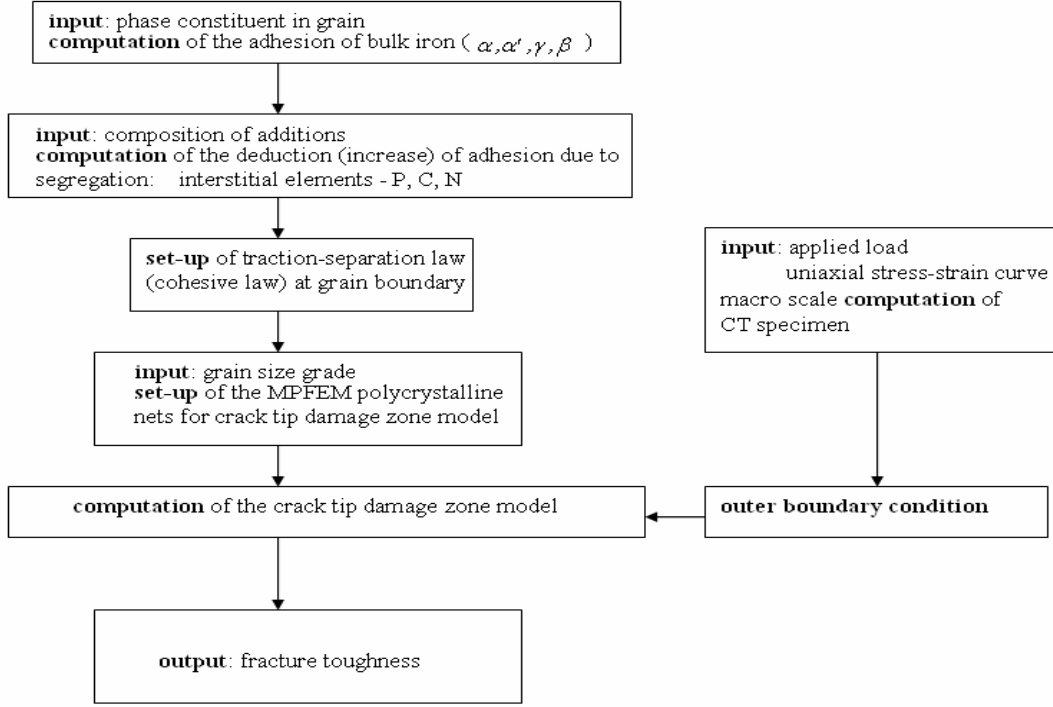 input: phase constituent in grain
computation of the adhesion of bulk iron ( α,α',γ,β )
input: composition of additions
computation of the deduction (increase) of adhesion due to
segregation: interstitial elements - P, C, N
set-up of traction-separation law
(cohesive law) at grain boundary
input: grain size grade
set-up of the MPFEM polycrystalline
nets for crack tip damage zone model
computation of the crack tip damage zone model
output: fracture toughness
input: applied load
uniaxial stress-strain curve
macro scale computation of
CT specimen
outer boundary condition